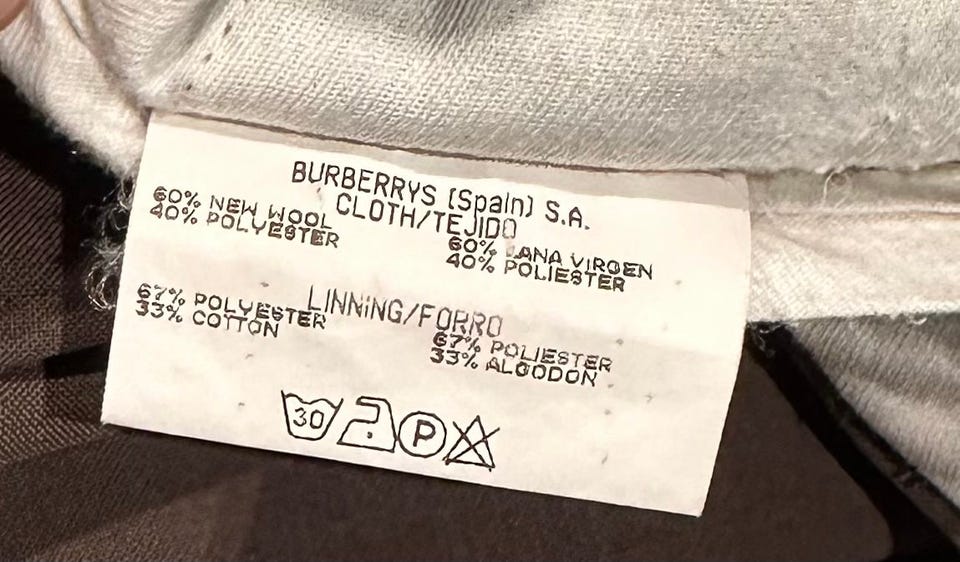 BURBERRYS (Spain) S.A.
CLOTH/TEJIDO
60% NEW WOOL
40% POLYESTER
60% LANA VIRGEN
40% POLIESTER
LINNING/FORRO
67% POLYESTER
33% COTTON
67% POLIESTER
33% ALGODON
30 P